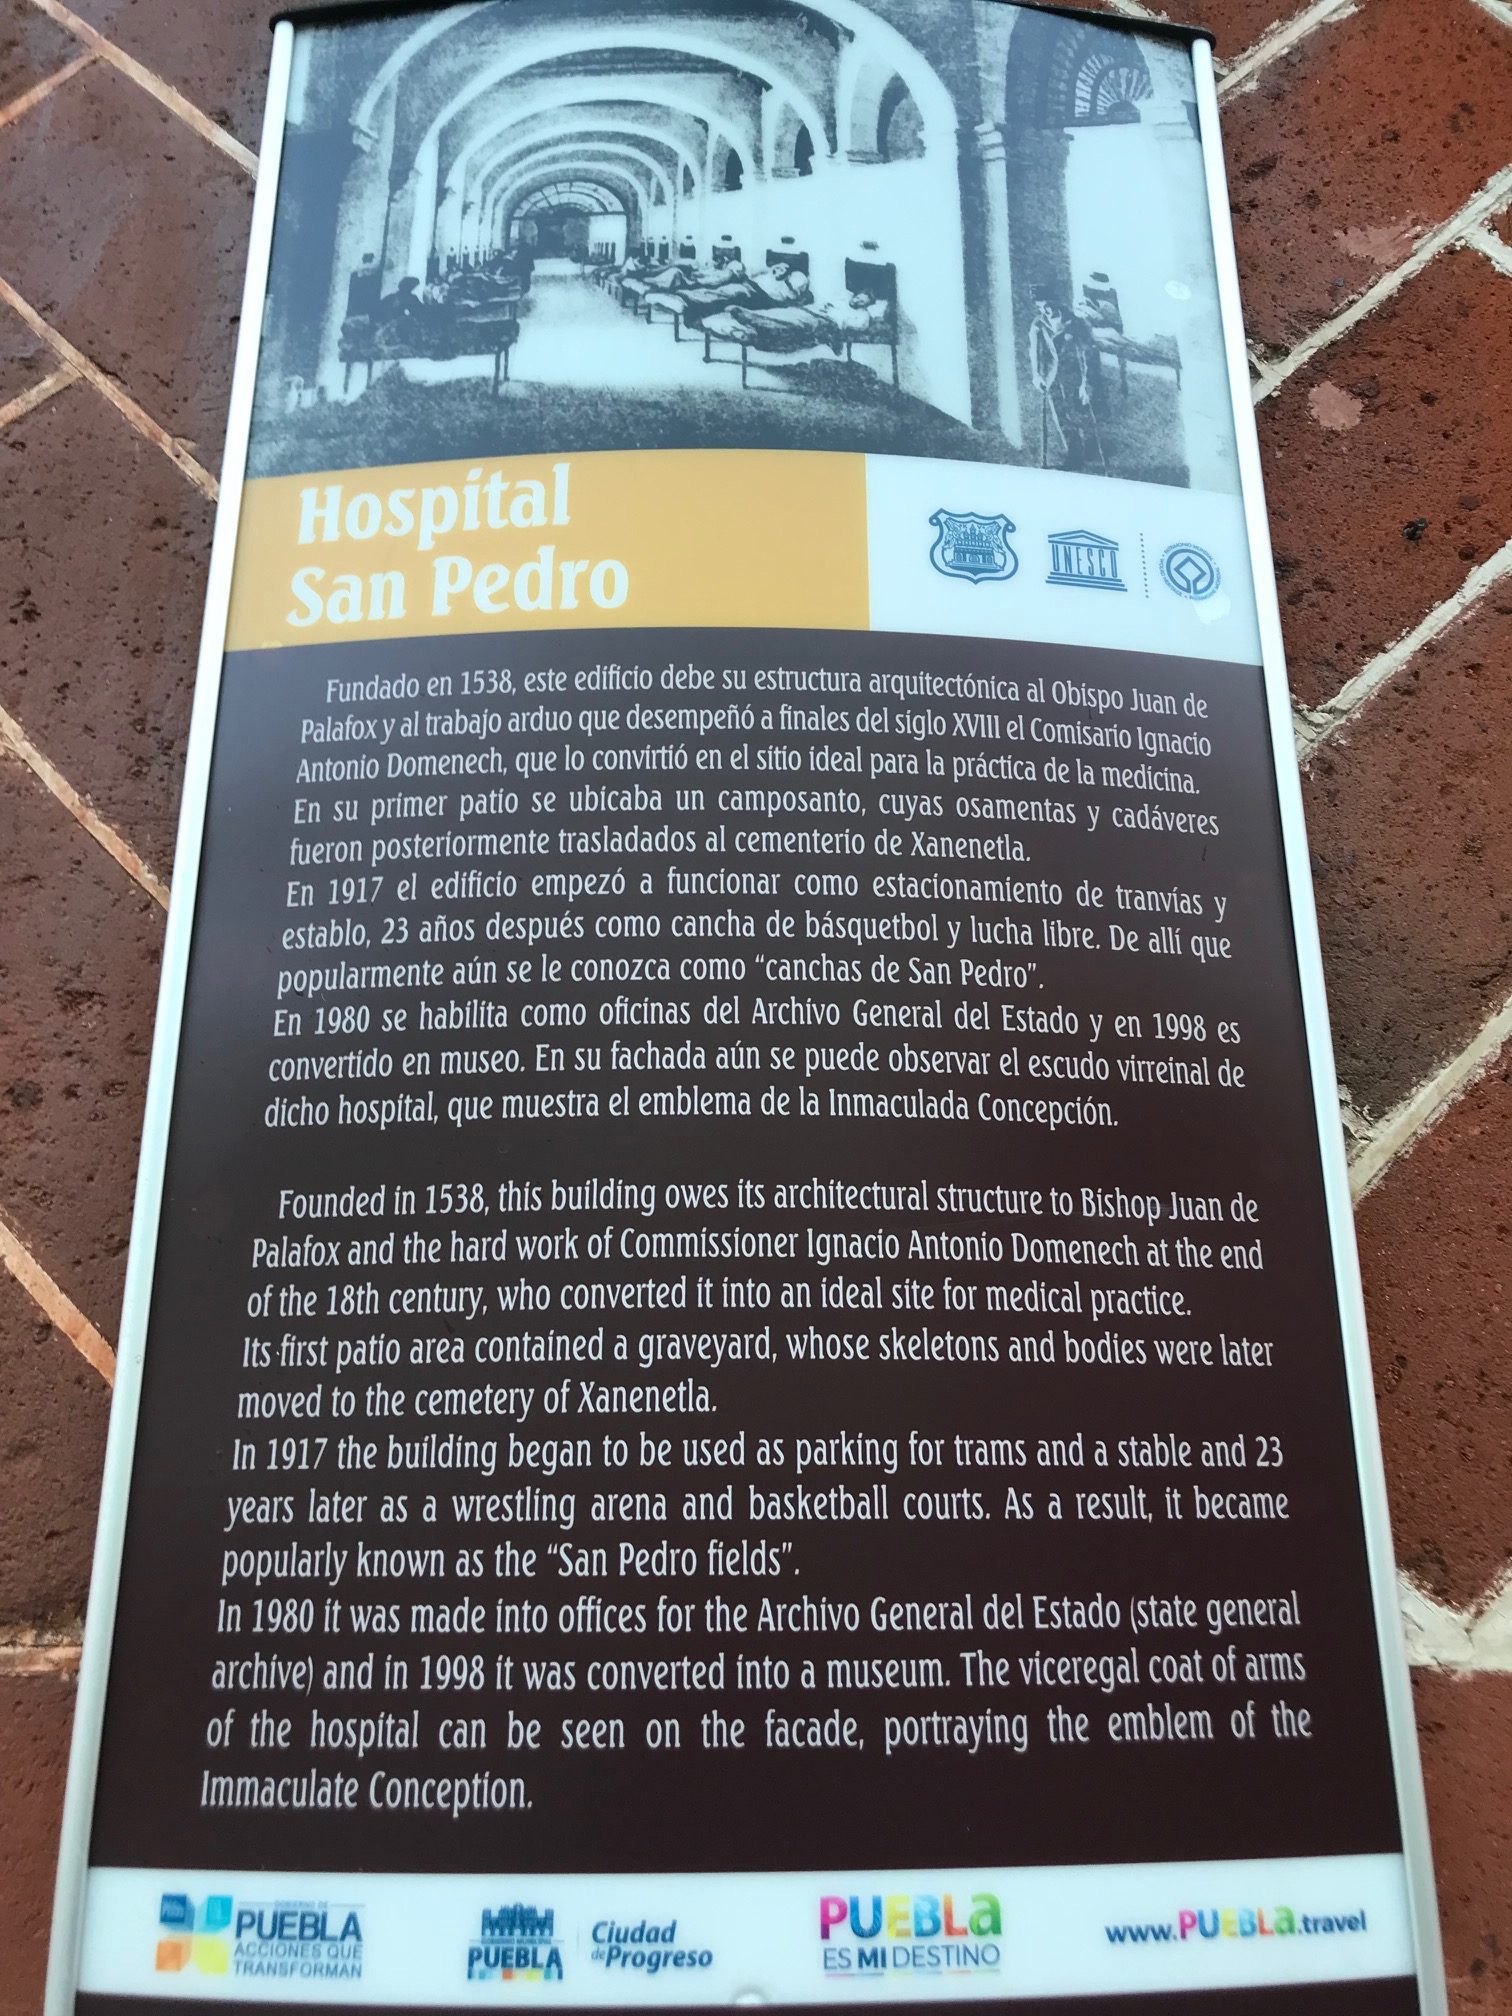 Hospital
San Pedro
UNESCO
Fundado en 1538, este edificio debe su estructura arquitectónica al Obispo Juan de
Palafox y al trabajo arduo que desempeñó a finales del siglo XVIII el Comisario Ignacio
Antonio Domenech, que lo convirtió en el sitio ideal para la práctica de la medicina.
En su primer patio se ubicaba un camposanto, cuyas osamentas y cadáveres
fueron posteriormente trasladados al cementerio de Xanenetla.
En 1917 el edificio empezó a funcionar como estacionamiento de tranvías y
establo, 23 años después como cancha de básquetbol y lucha libre. De allí que
popularmente aún se le conozca como “canchas de San Pedro”.
En 1980 se habilita como oficinas del Archivo General del Estado y en 1998 es
convertido en museo. En su fachada aún se puede observar el escudo virreinal de
dicho hospital, que muestra el emblema de la Inmaculada Concepción.
Founded in 1538, this building owes its architectural structure to Bishop Juan de
Palafox and the hard work of Commissioner Ignacio Antonio Domenech at the end
of the 18th century, who converted it into an ideal site for medical practice.
Its first patio area contained a graveyard, whose skeletons and bodies were later
moved to the cemetery of Xanenetla.
In 1917 the building began to be used as parking for trams and a stable and 23
years later as a wrestling arena and basketball courts. As a result, it became
popularly known as the “San Pedro fields”.
In 1980 it was made into offices for the Archivo General del Estado (state general
archive) and in 1998 it was converted into a museum. The viceregal coat of arms
of the hospital can be seen on the facade, portraying the emblem of the
Immaculate Conception.
GOBIERNO DE
PUEBLA
ACCIONES QUE
TRANSFORMAN
GOBIERNO MUNICIPAL
PUEBLA
Ciudad
de Progreso
PUEBLa
ES MI DESTINO
www.PUEBLa.travel